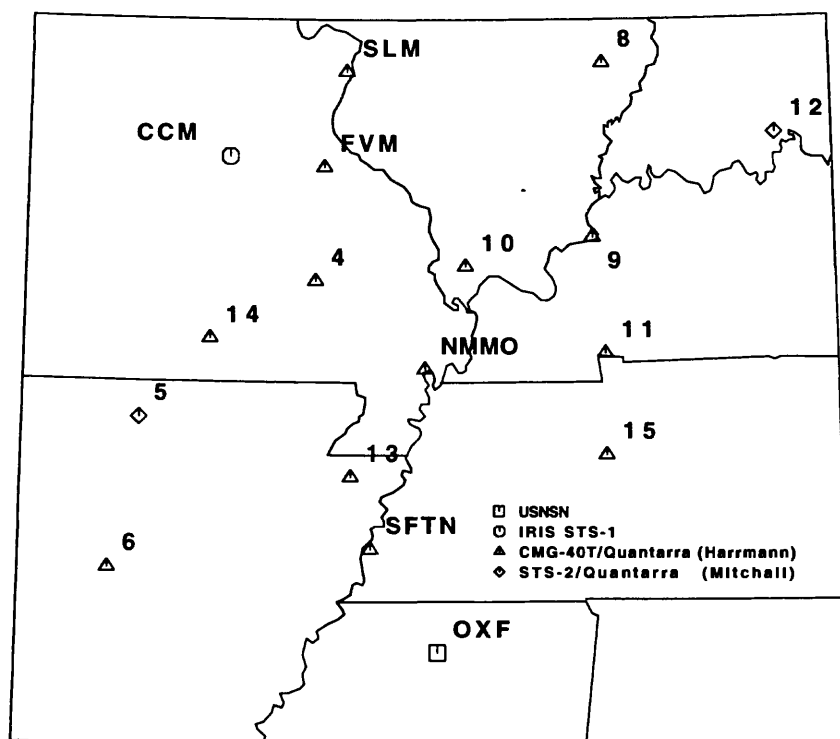 SLM
8
12
CCM
FVM
10
9
4
14
11
NMMO
5
15
13
SFTN
6
USNSN
IRIS STS-1
CMG-40T/Quantarra (Harrmann)
STS-2/Quantarra (Mitchall)
OXF